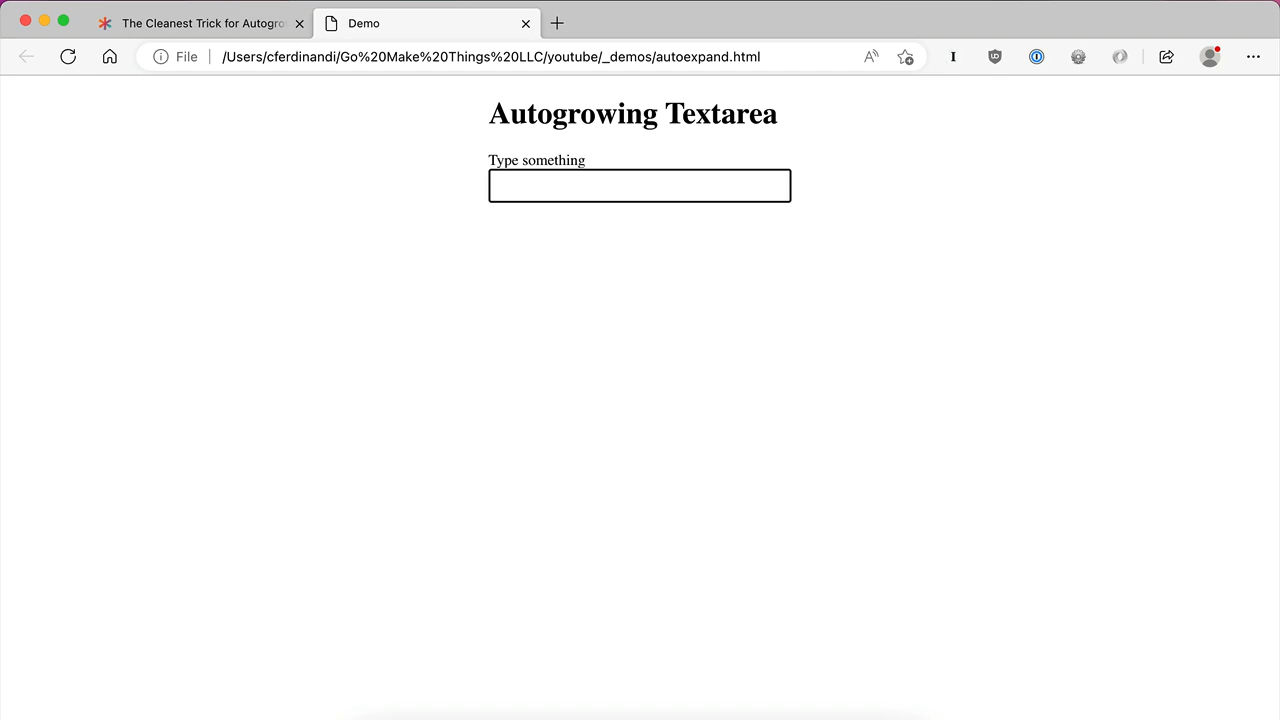 The Cleanest Trick for Autogro
Demo
File
/Users/cferdinandi/Go%20Make%20Things%20LLC/youtube/_demos/autoexpand.html
Autogrowing Textarea
Type something